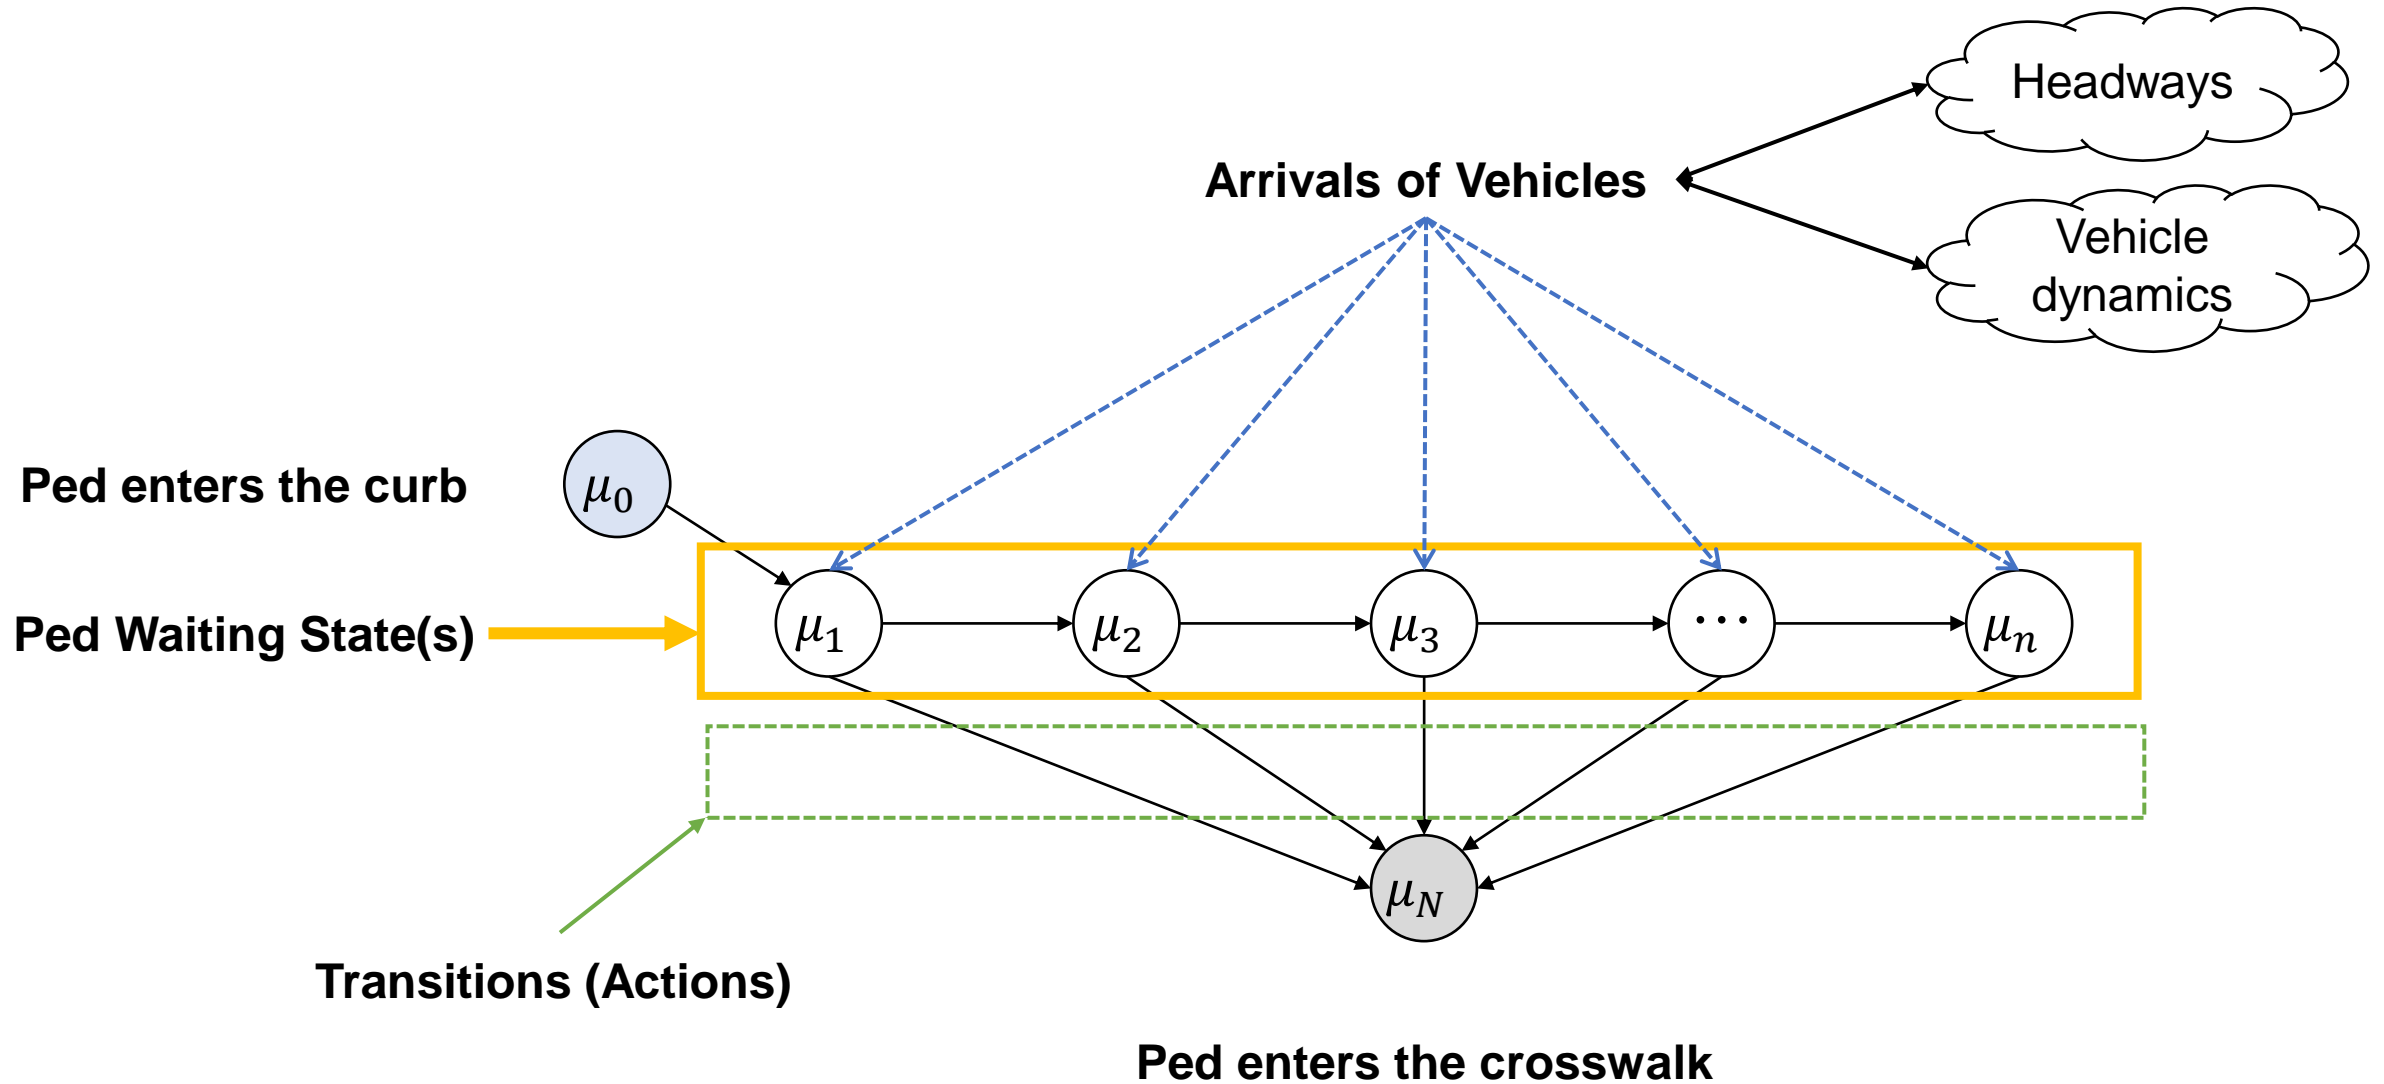 Headways
Arrivals of Vehicles
Vehicle
dynamics
Ped enters the curb
μ₀
Ped Waiting State(s)
μ₁ μ₂ μ₃ ⋯ μₙ
μ_N
Transitions (Actions)
Ped enters the crosswalk